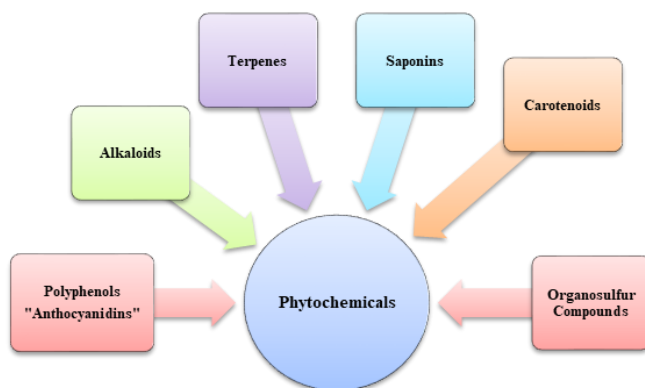 Terpenes
Saponins
Carotenoids
Alkaloids
Polyphenols
"Anthocyanidins"
Phytochemicals
Organosulfur
Compounds